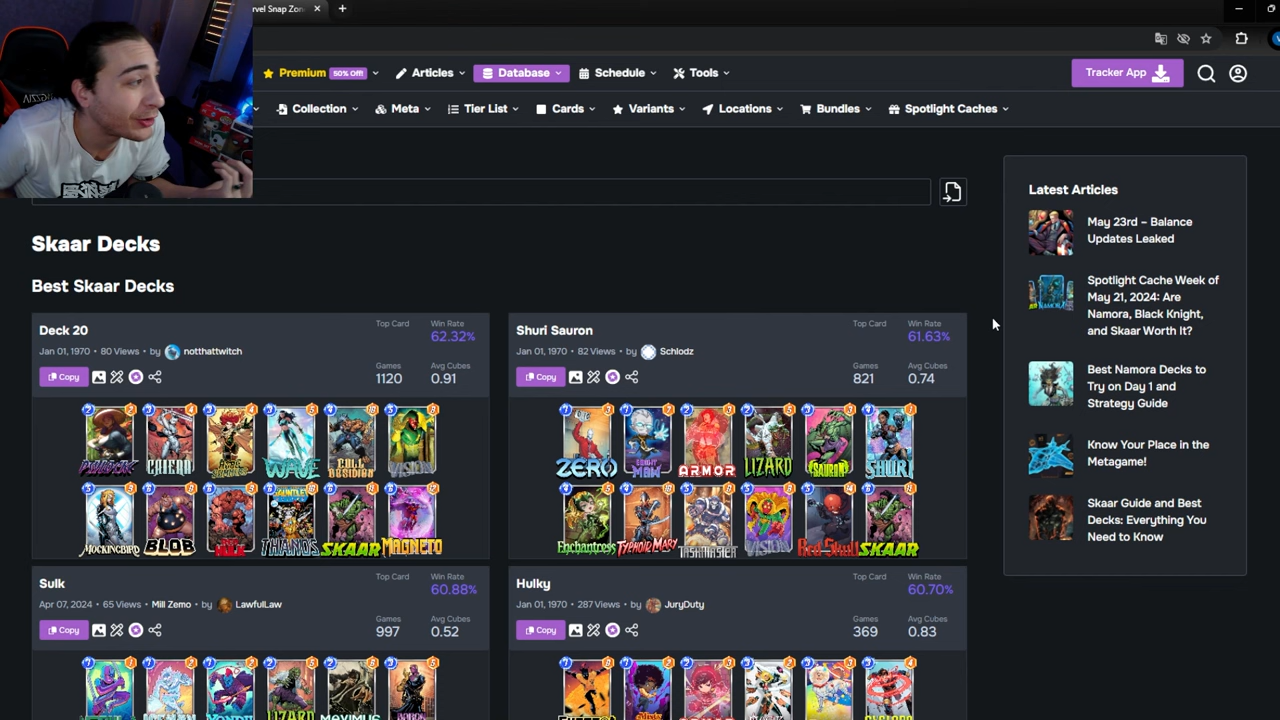 rvel Snap Zon
Premium 50% Off!
Articles
Database
Schedule
Tools
Tracker App
Collection
Meta
Tier List
Cards
Variants
Locations
Bundles
Spotlight Caches
Skaar Decks
Best Skaar Decks
Deck 20
Jan 01, 1970 • 80 Views • by notthattwitch
Copy
Top Card
Win Rate
62.32%
Games
1120
Avg Cubes
0.91
CAIERA
WAVE
CULL OBSIDIAN
VISION
MOCKINGBIRD
BLOB
THANOS
SKAAR
MAGNETO
Shuri Sauron
Jan 01, 1970 • 82 Views • by Schlodz
Copy
Top Card
Win Rate
61.63%
Games
821
Avg Cubes
0.74
ZERO
ARMOR
LIZARD
SAURON
SHURI
Enchantress
TYPHOID MARY
TASKMASTER
VISION
RED SKULL
SKAAR
Sulk
Apr 07, 2024 • 65 Views • Mill Zemo • by LawfulLaw
Copy
Top Card
Win Rate
60.88%
Games
997
Avg Cubes
0.52
LIZARD
MAXIMUS
Hulky
Jan 01, 1970 • 287 Views • by JuryDuty
Copy
Top Card
Win Rate
60.70%
Games
369
Avg Cubes
0.83
Latest Articles
May 23rd – Balance
Updates Leaked
Spotlight Cache Week of
May 21, 2024: Are
Namora, Black Knight,
and Skaar Worth It?
Best Namora Decks to
Try on Day 1 and
Strategy Guide
Know Your Place in the
Metagame!
Skaar Guide and Best
Decks: Everything You
Need to Know